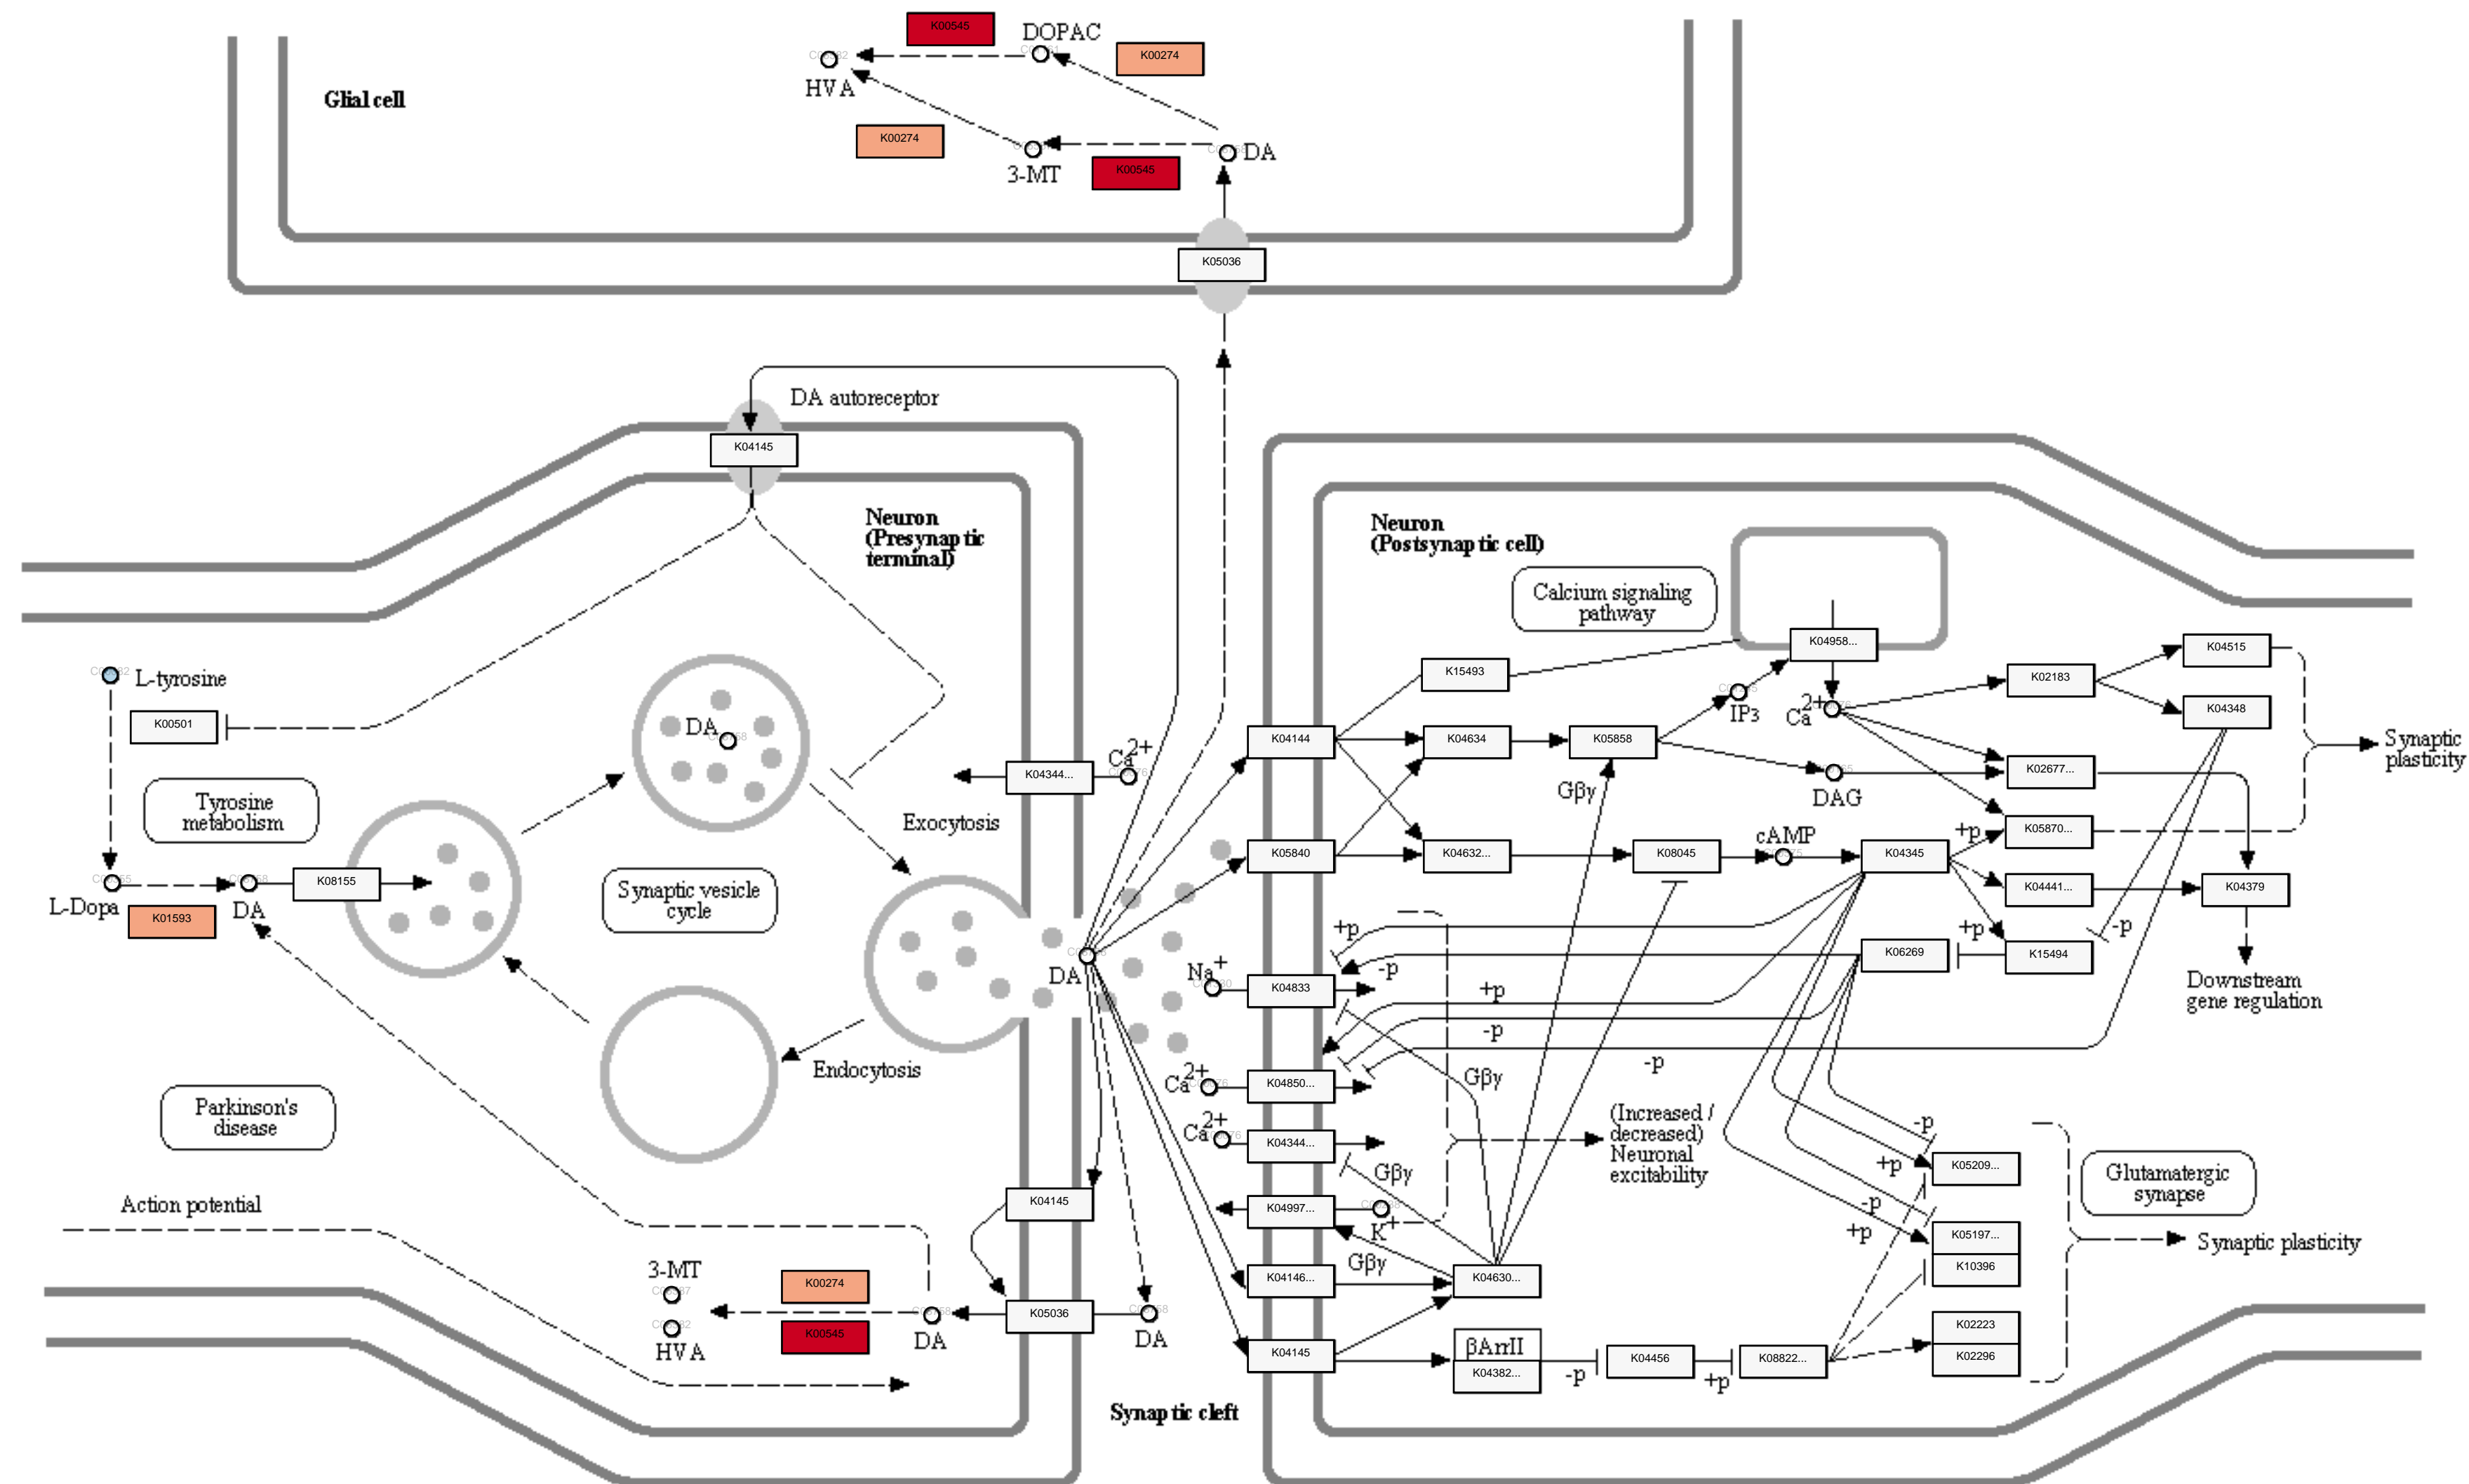 K00545
DOPAC
K00274
HVA
Glial cell
K00274
3-MT
K00545
DA
K05036
DA autoreceptor
K04145
Neuron
(Presynaptic
terminal)
Neuron
(Postsynaptic cell)
Calcium signaling
pathway
K04958...
K04515
K15493
L-tyrosine
K02183
IP3
Ca2+
K04348
K00501
DA
K04144
K04634
K05858
Synaptic
plasticity
Ca2+
K04344...
K02677...
DAG
Gβγ
Tyrosine
metabolism
Exocytosis
cAMP
+p
K05870...
K05840
K04632...
K08045
K04345
K08155
K04441...
K04379
L-Dopa
K01593
DA
Synaptic vesicle
cycle
+p
+p
-p
DA
Na+
-p
K06269
K15494
K04833
+p
Downstream
gene regulation
-p
-p
Endocytosis
Ca2+
K04850...
Gβγ
Parkinson's
disease
(Increased /
decreased)
Neuronal
excitability
Ca2+
K04344...
-p
+p
K05209...
Gβγ
Glutamatergic
synapse
Action potential
K04145
K04997...
K+
-p
+p
K05197...
Synaptic plasticity
K10396
3-MT
K00274
Gβγ
K04146...
K04630...
K05036
HVA
K00545
DA
DA
K02223
K04145
βArrII
K04382...
-p
K04456
+p
K08822...
K02296
Synaptic cleft